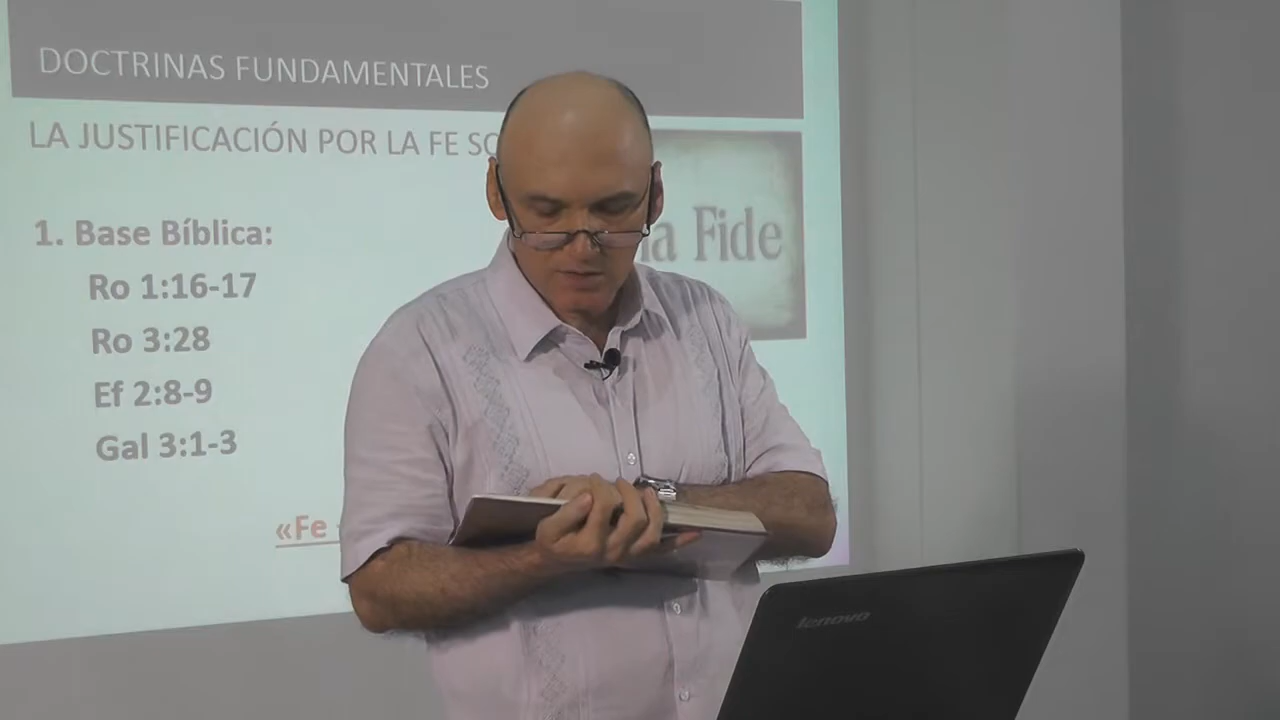 DOCTRINAS FUNDAMENTALES
LA JUSTIFICACIÓN POR LA FE
Fide
1. Base Bíblica:
Ro 1:16-17
Ro 3:28
Ef 2:8-9
Gal 3:1-3
«Fe
lenovo